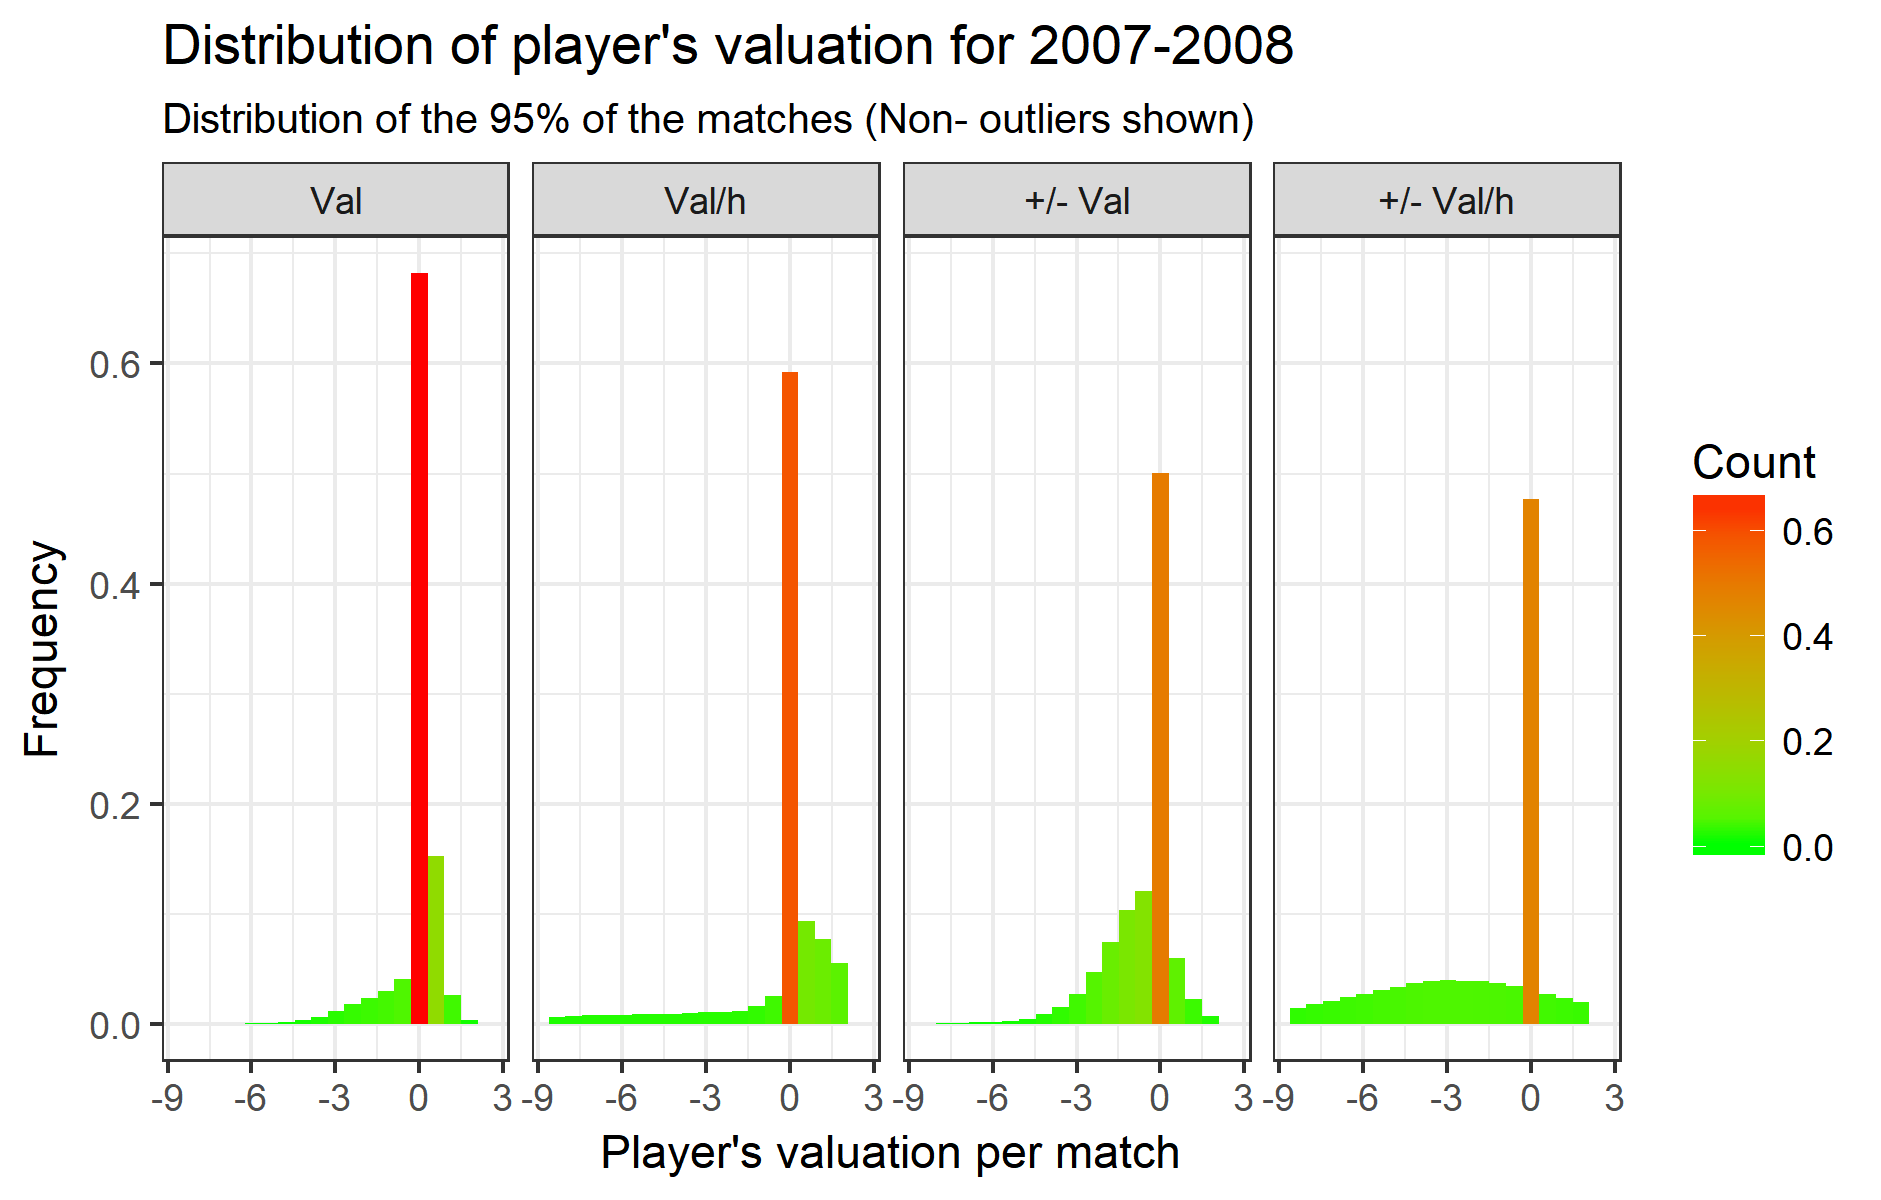 Distribution of player's valuation for 2007-2008
Distribution of the 95% of the matches (Non- outliers shown)
Val Val/h +/- Val +/- Val/h
Frequency
0.6
0.4
0.2
0.0
-9 -6 -3 0 3 -9 -6 -3 0 3 -9 -6 -3 0 3 -9 -6 -3 0 3
Player's valuation per match
Count
0.6
0.4
0.2
0.0